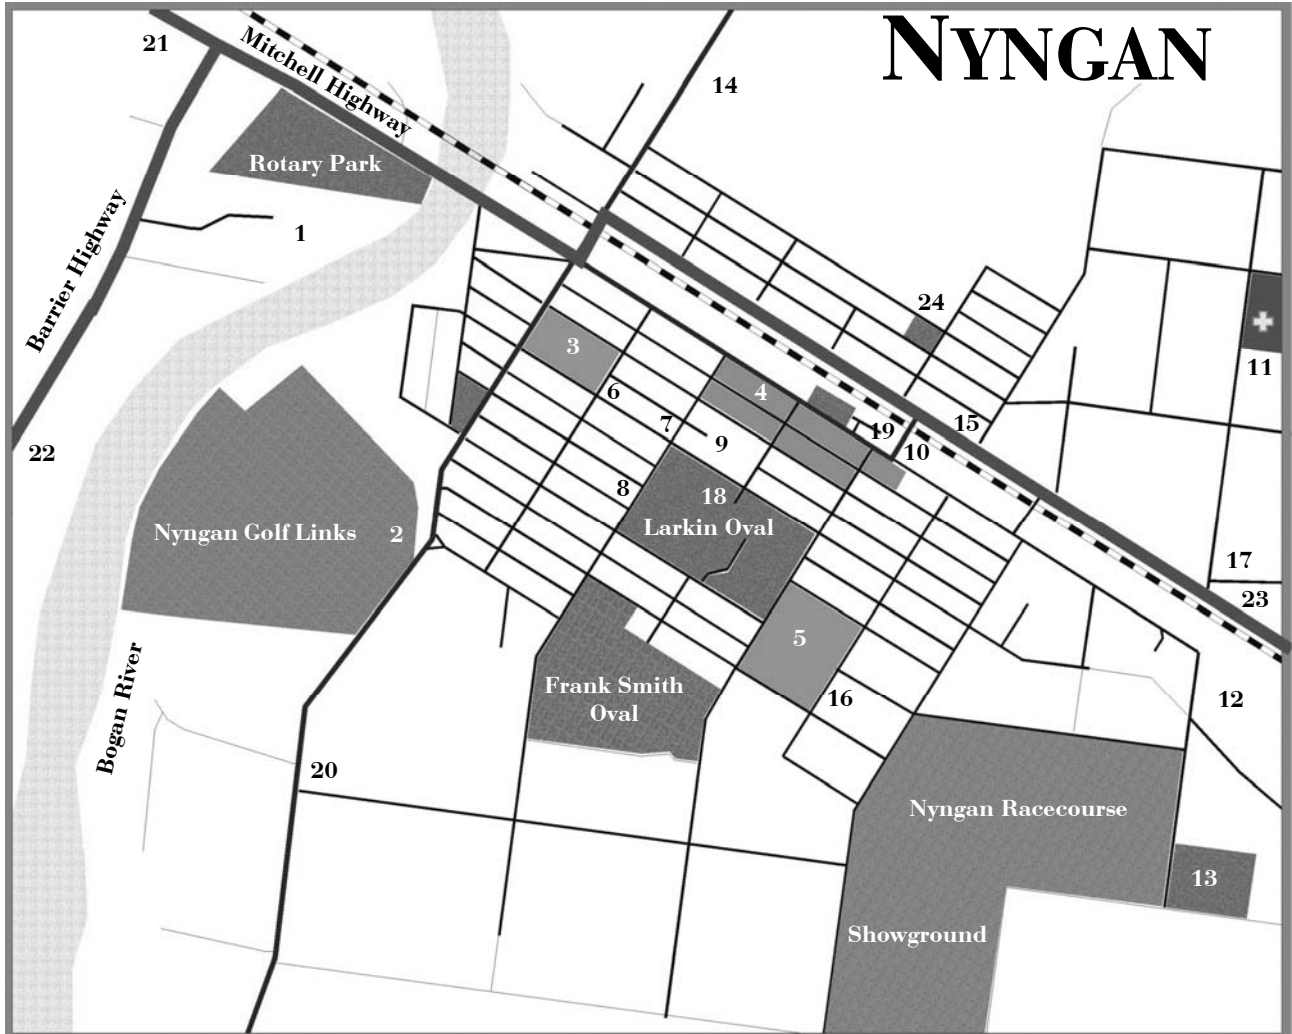 NYNGAN
21
Mitchell Highway
14
Rotary Park
Barrier Highway
1
24
3
11
4
6
7
9
19
15
10
22
8
18
Larkin Oval
Nyngan Golf Links
2
17
23
5
Bogan River
Frank Smith
Oval
16
12
20
Nyngan Racecourse
13
Showground